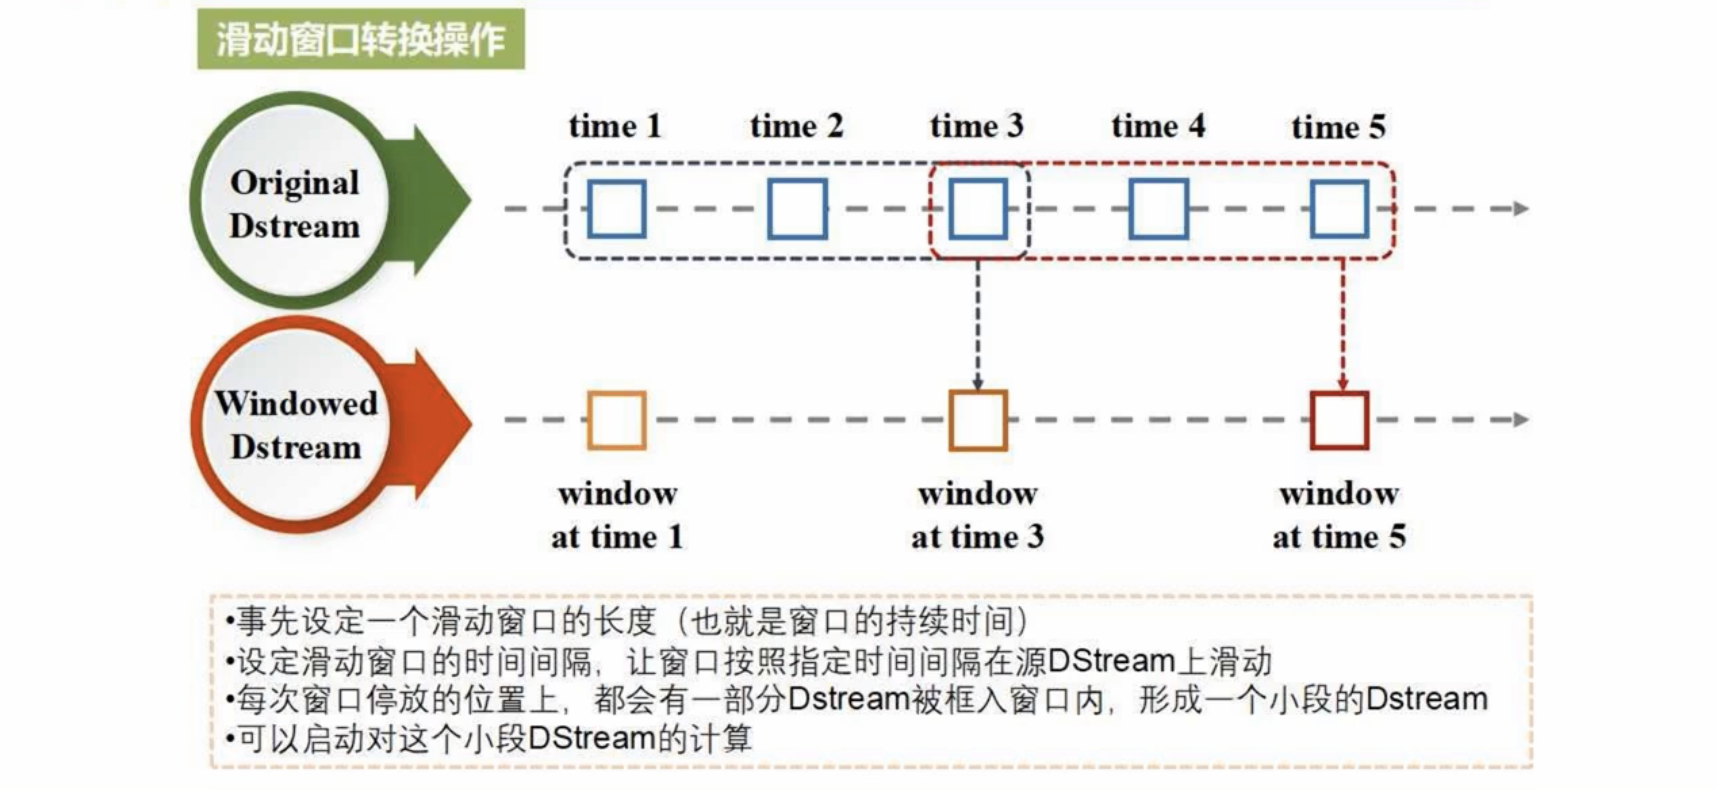 滑动窗口转换操作
time 1 time 2 time 3 time 4 time 5
Original
Dstream
Windowed
Dstream
window
at time 1
window
at time 3
window
at time 5
•事先设定一个滑动窗口的长度（也就是窗口的持续时间）
•设定滑动窗口的时间间隔，让窗口按照指定时间间隔在源DStream上滑动
•每次窗口停放的位置上，都会有一部分Dstream被框入窗口内，形成一个小段的Dstream
•可以启动对这个小段DStream的计算